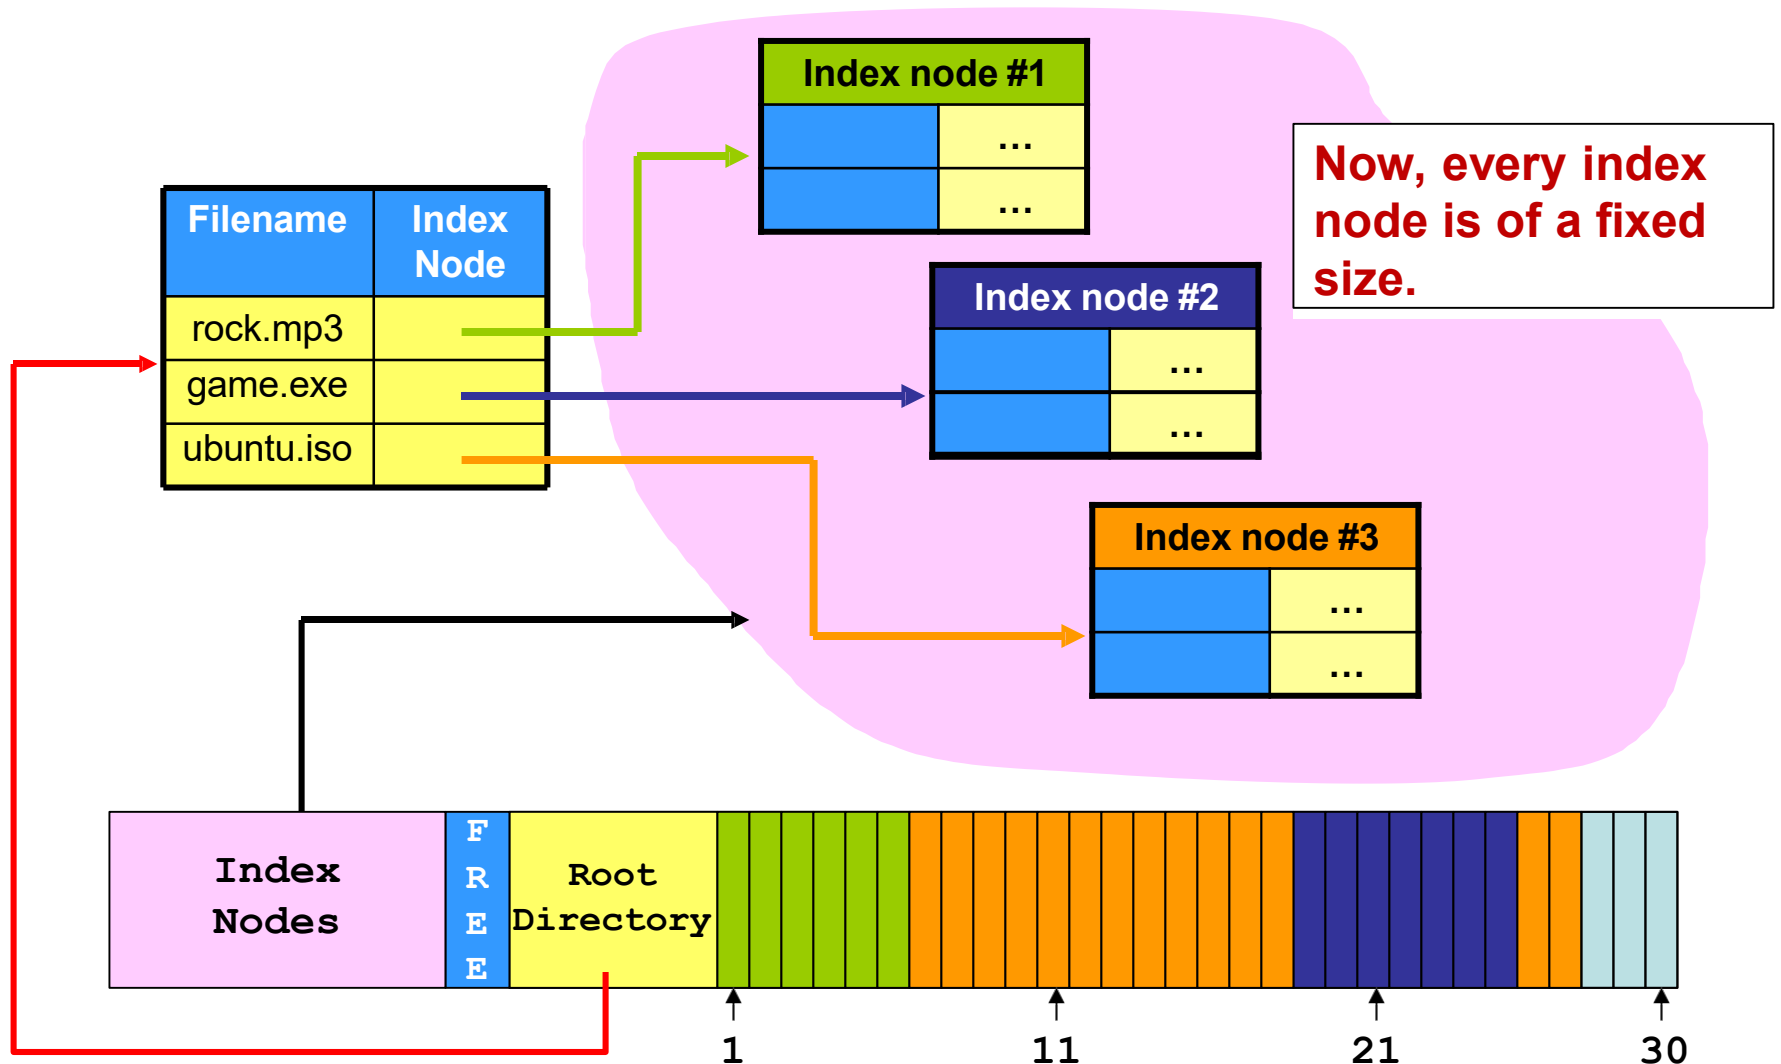 Index node #1
...
...
Now, every index
node is of a fixed
size.
Filename Index
Node
rock.mp3
game.exe
ubuntu.iso
Index node #2
...
...
Index node #3
...
...
Index
Nodes
F
R
E
E
Root
Directory
1 11 21 30